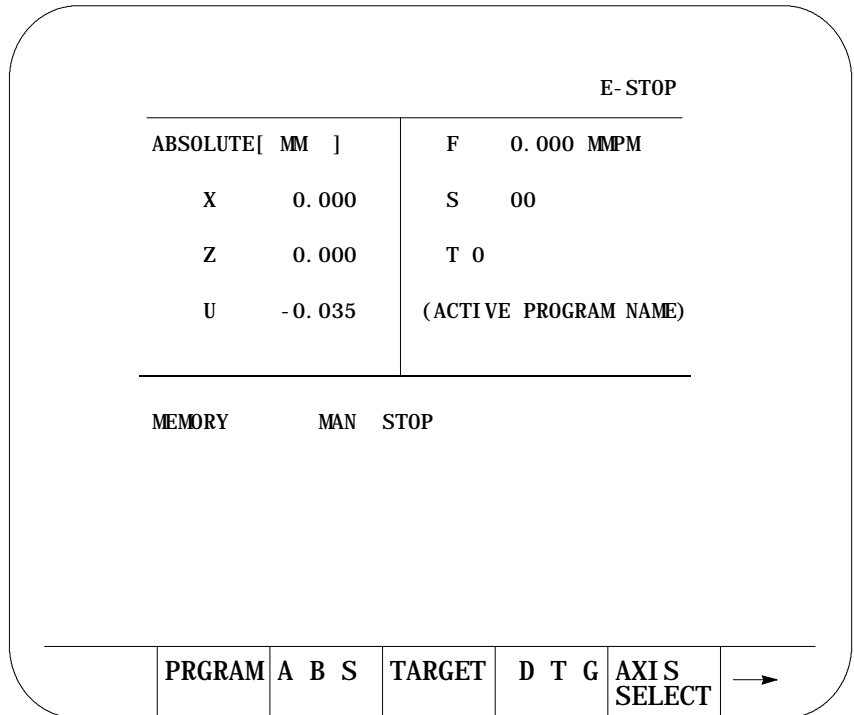 E-STOP
ABSOLUTE[ MM ] F 0.000 MMPM
X 0.000 S 00
Z 0.000 T 0
U -0.035 (ACTIVE PROGRAM NAME)
MEMORY MAN STOP
PRGRAM A B S TARGET D T G AXIS
SELECT